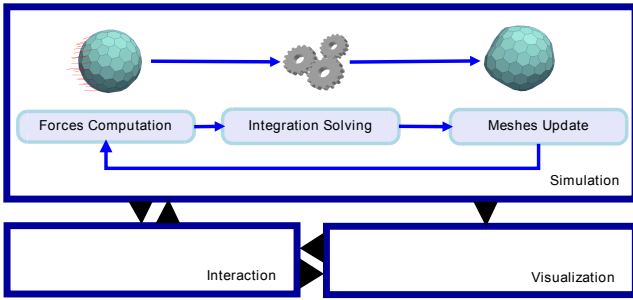 Forces Computation
Integration Solving
Meshes Update
Simulation
Interaction
Visualization